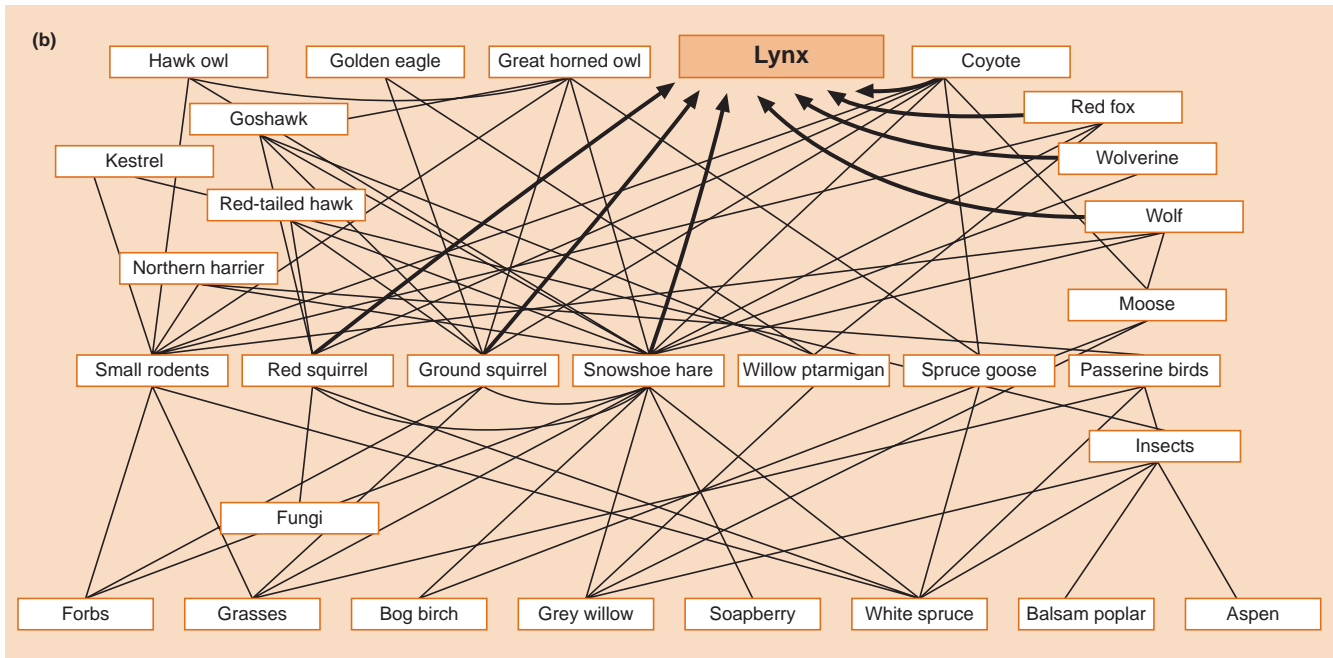 (b)
Hawk owl
Golden eagle
Great horned owl
Lynx
Coyote
Red fox
Goshawk
Kestrel
Wolverine
Red-tailed hawk
Wolf
Northern harrier
Moose
Small rodents
Red squirrel
Ground squirrel
Snowshoe hare
Willow ptarmigan
Spruce goose
Passerine birds
Insects
Fungi
Forbs
Grasses
Bog birch
Grey willow
Soapberry
White spruce
Balsam poplar
Aspen